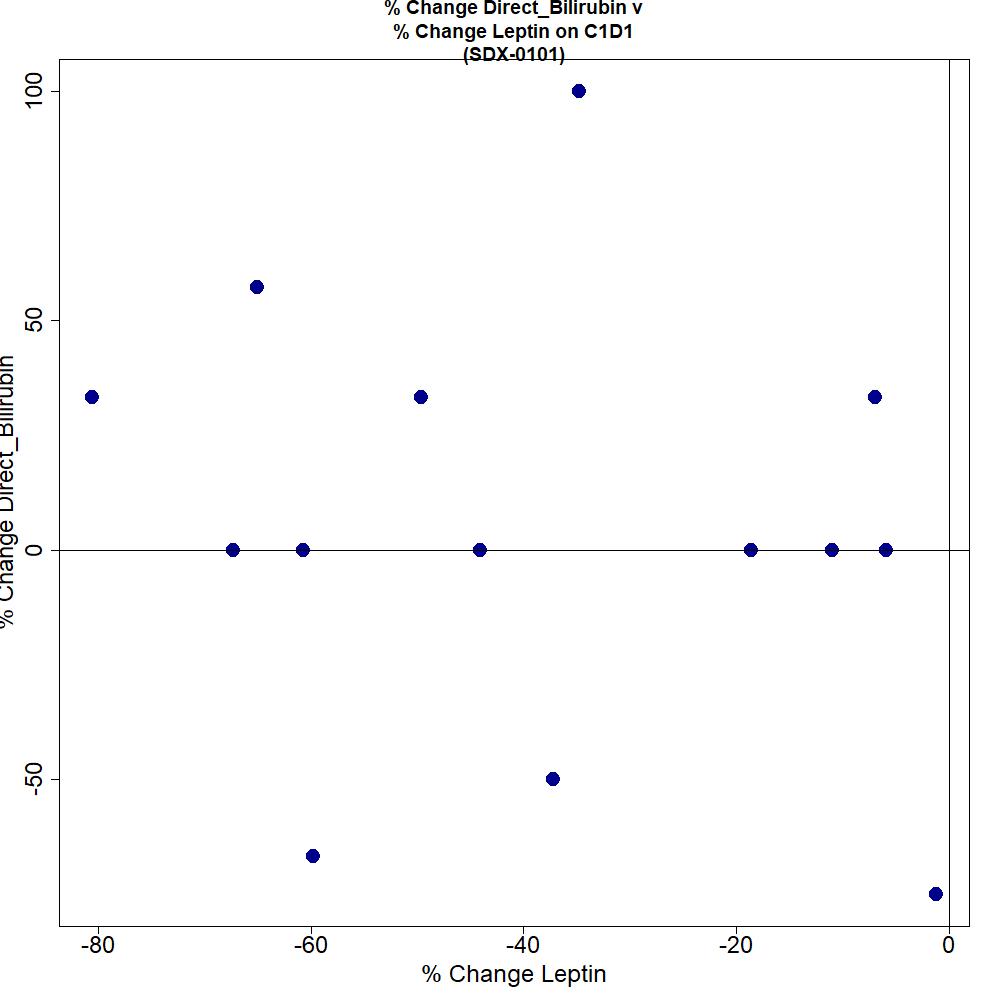 % Change Direct_Bilirubin v
% Change Leptin on C1D1
(SDX-0101)
% Change Direct_Bilirubin
100
50
0
-50
-80
-60
-40
-20
0
% Change Leptin